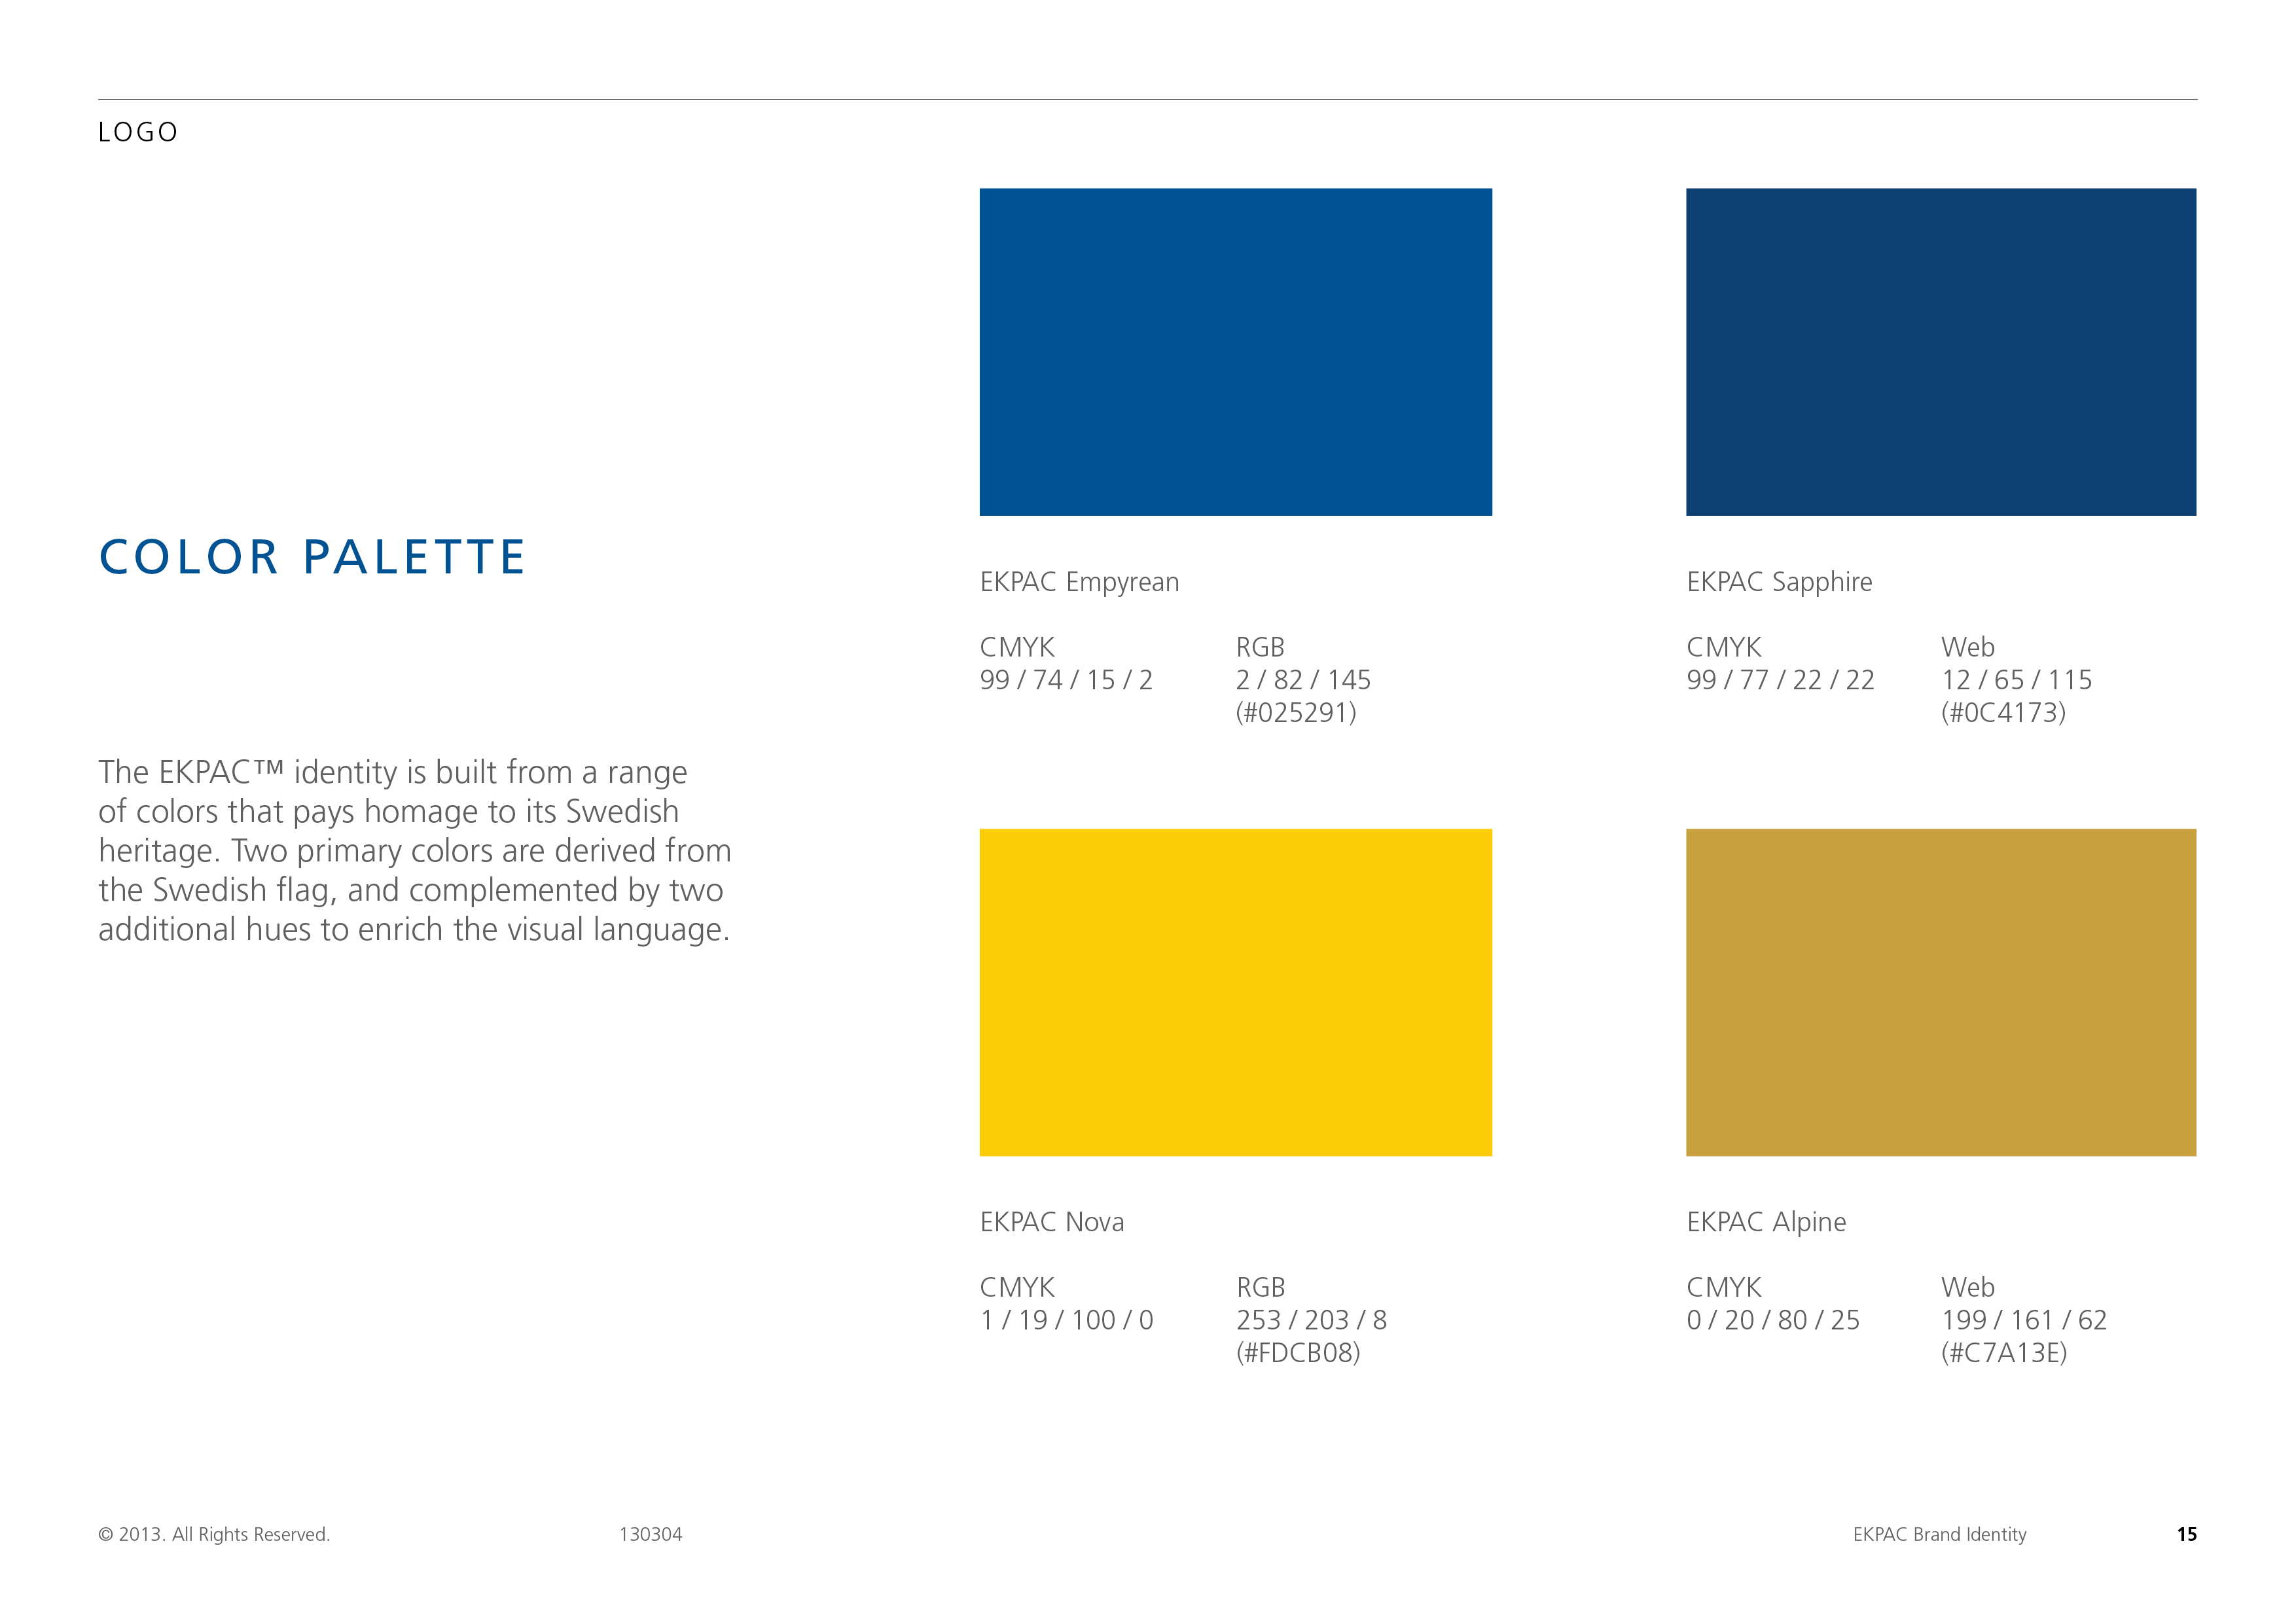 LOGO
COLOR PALETTE
The EKPAC™ identity is built from a range
of colors that pays homage to its Swedish
heritage. Two primary colors are derived from
the Swedish flag, and complemented by two
additional hues to enrich the visual language.
EKPAC Empyrean
CMYK
99 / 74 / 15 / 2
RGB
2 / 82 / 145
(#025291)
EKPAC Sapphire
CMYK
99 / 77 / 22 / 22
Web
12 / 65 / 115
(#0C4173)
EKPAC Nova
CMYK
1 / 19 / 100 / 0
RGB
253 / 203 / 8
(#FDCB08)
EKPAC Alpine
CMYK
0 / 20 / 80 / 25
Web
199 / 161 / 62
(#C7A13E)
© 2013. All Rights Reserved.
130304
EKPAC Brand Identity
15